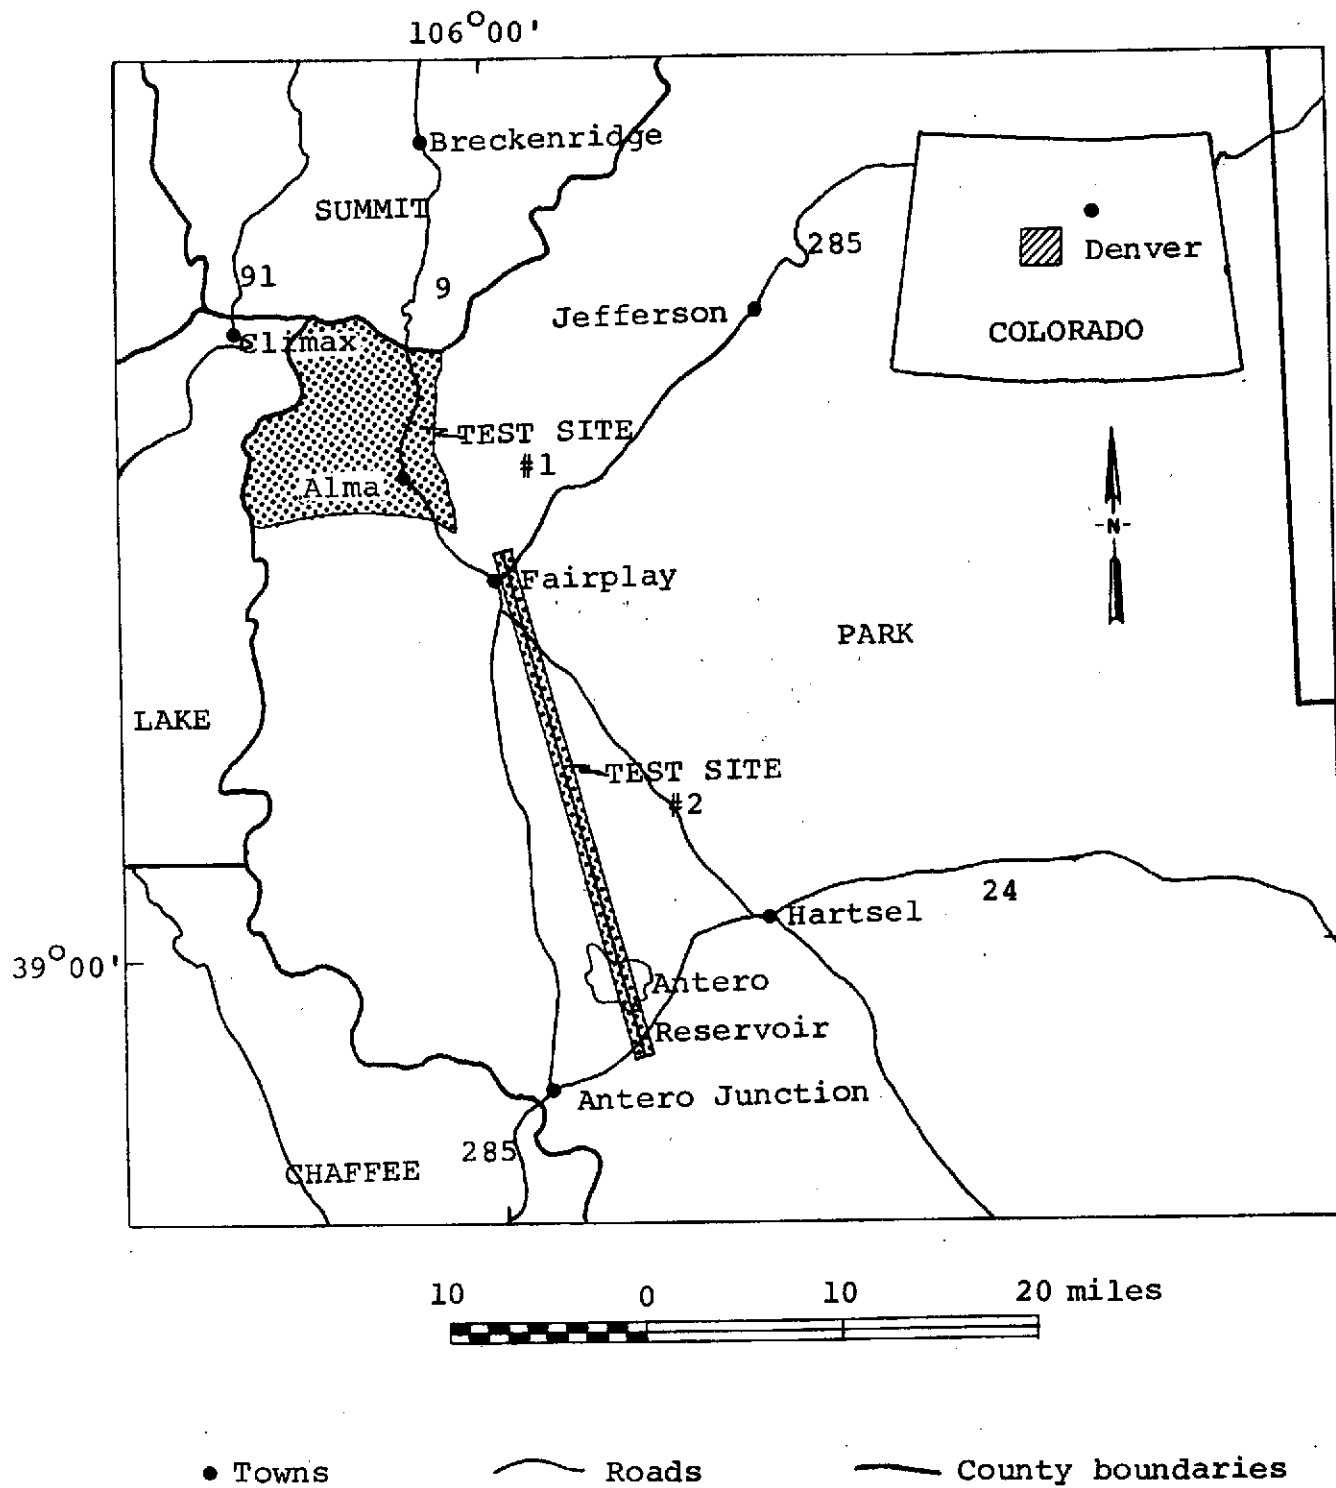 106°00'
Breckenridge
SUMMIT
285
Denver
91
9
Jefferson
COLORADO
Climax
TEST SITE
#1
Alma
-N-
Fairplay
PARK
LAKE
TEST SITE
#2
24
Hartsel
39°00'
Antero
Reservoir
Antero Junction
285
CHAFFEE
10 0 10 20 miles
Towns Roads County boundaries